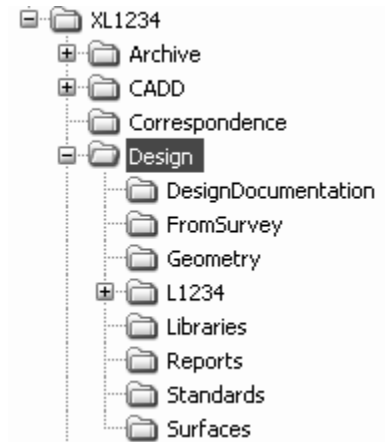 XL1234
Archive
CADD
Correspondence
Design
DesignDocumentation
FromSurvey
Geometry
L1234
Libraries
Reports
Standards
Surfaces